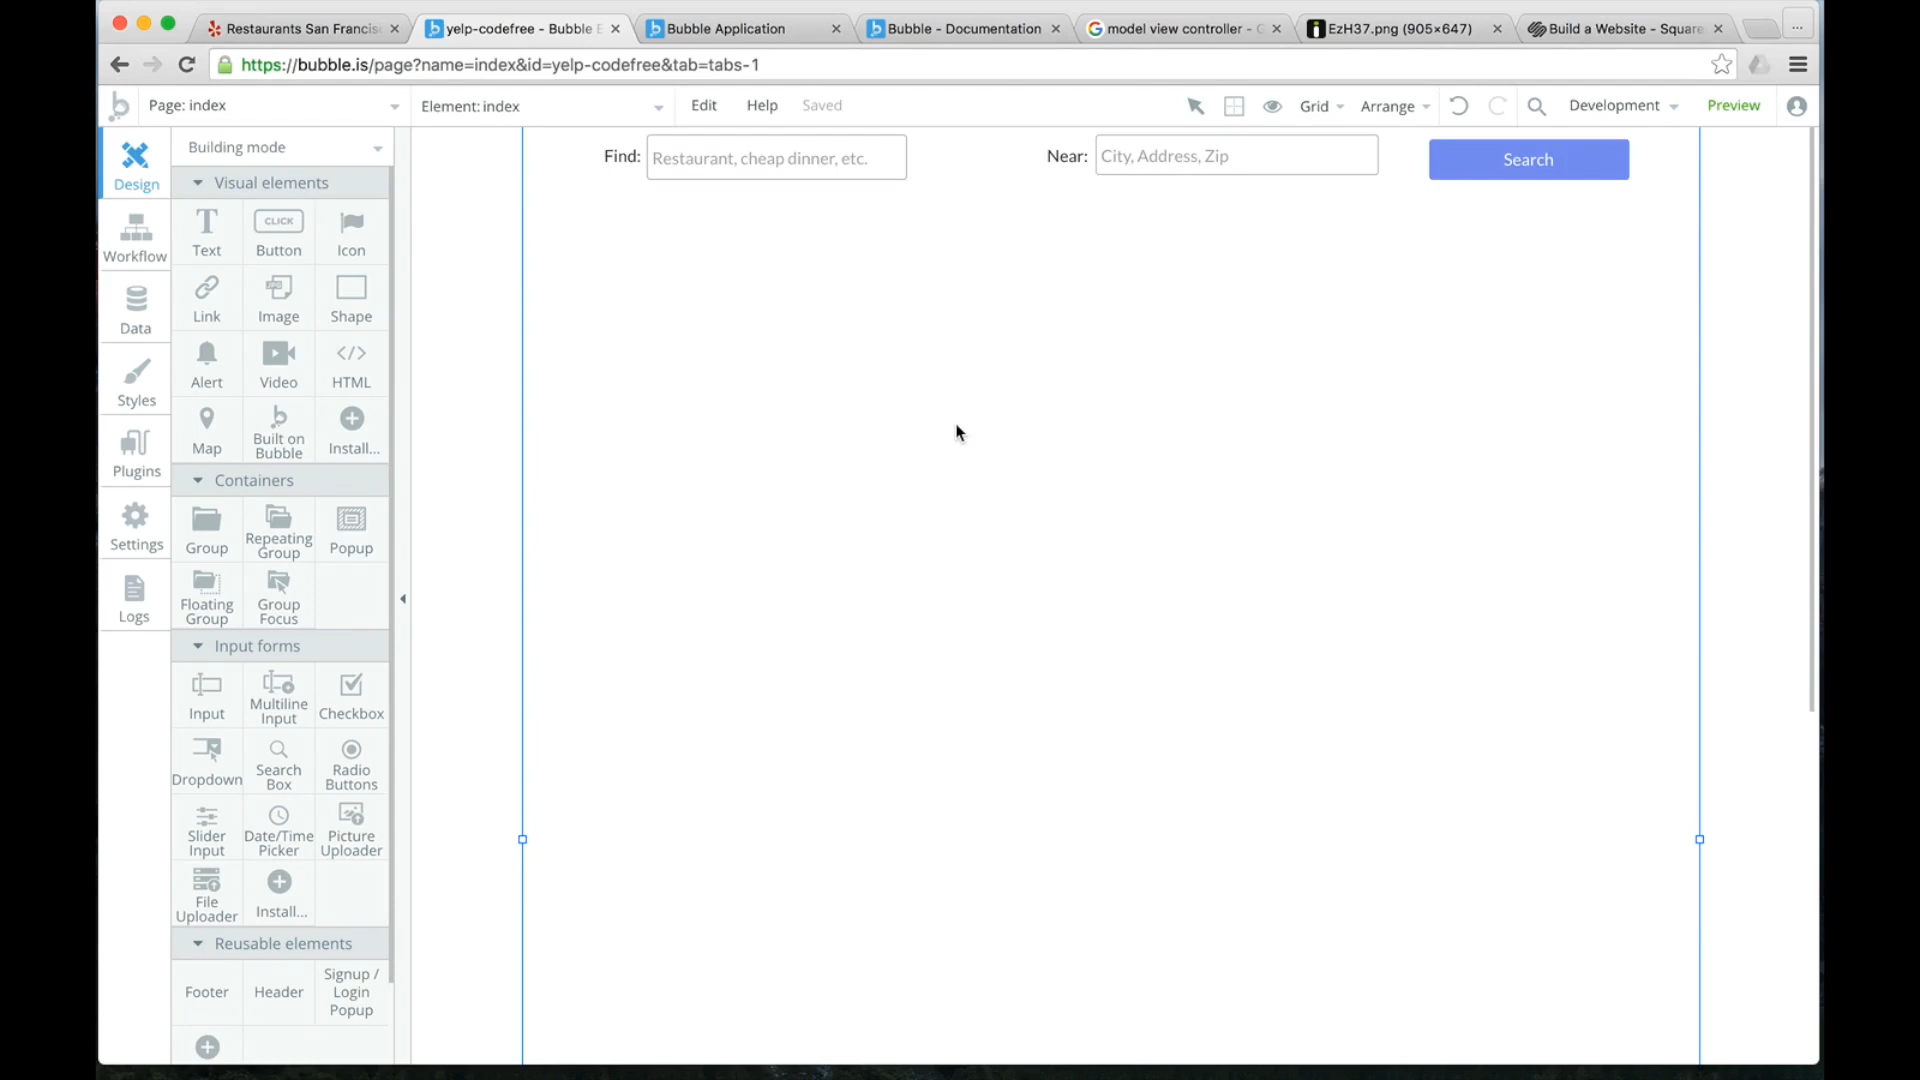 Restaurants San Francis
yelp-codefree - Bubble E
Bubble Application
Bubble - Documentation
model view controller - G
EzH37.png (905×647)
Build a Website - Square
https://bubble.is/page?name=index&id=yelp-codefree&tab=tabs-1
Page: index
Element: index
Edit
Help
Saved
Grid
Arrange
Development
Preview
Design
Workflow
Data
Styles
Plugins
Settings
Logs
Building mode
Visual elements
Text
CLICK
Button
Icon
Link
JPG
Image
Shape
Alert
Video
</>
HTML
Map
Built on
Bubble
Install...
Containers
Group
Repeating
Group
Popup
Floating
Group
Group
Focus
Input forms
Input
Multiline
Input
Checkbox
Dropdown
Search
Box
Radio
Buttons
Slider
Input
Date/Time
Picker
Picture
Uploader
File
Uploader
Install...
Reusable elements
Footer
Header
Signup /
Login
Popup
Find:
Restaurant, cheap dinner, etc.
Near:
City, Address, Zip
Search